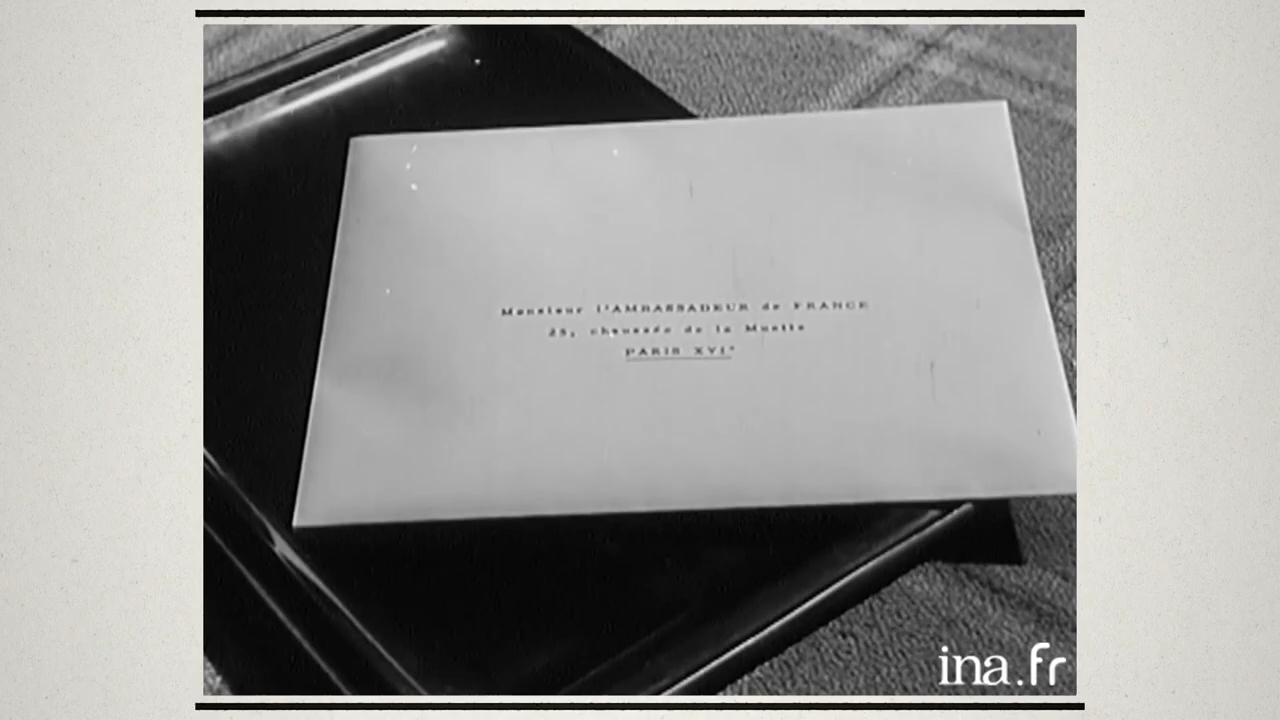 Monsieur l'AMBASSADEUR de FRANCE
25, chaussée de la Muette
PARIS XVI°
ina.fr